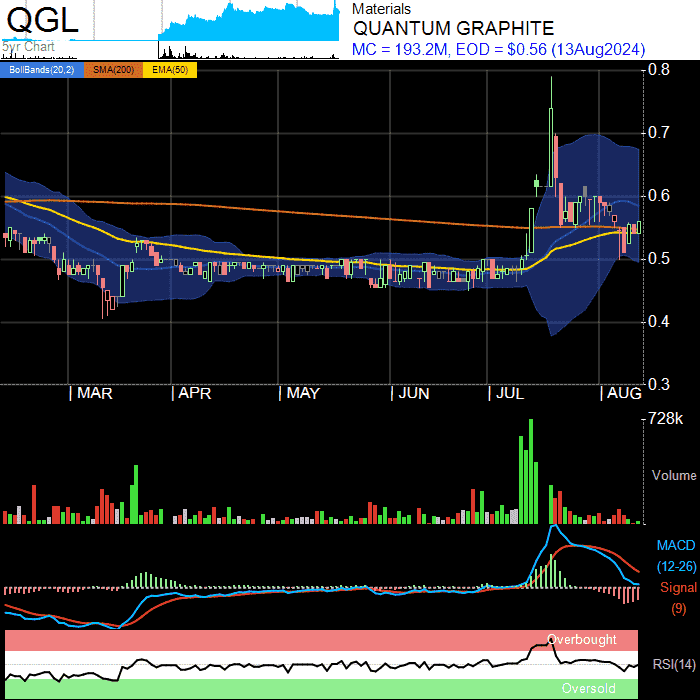 QGL
5yr Chart
Materials
QUANTUM GRAPHITE
MC = 193.2M, EOD = $0.56 (13Aug2024)
BollBands(20,2) SMA(200) EMA(50)
0.8
0.7
0.6
0.5
0.4
0.3
MAR APR MAY JUN JUL AUG
728k
Volume
MACD
(12-26)
Signal
(9)
Overbought
RSI(14)
Oversold